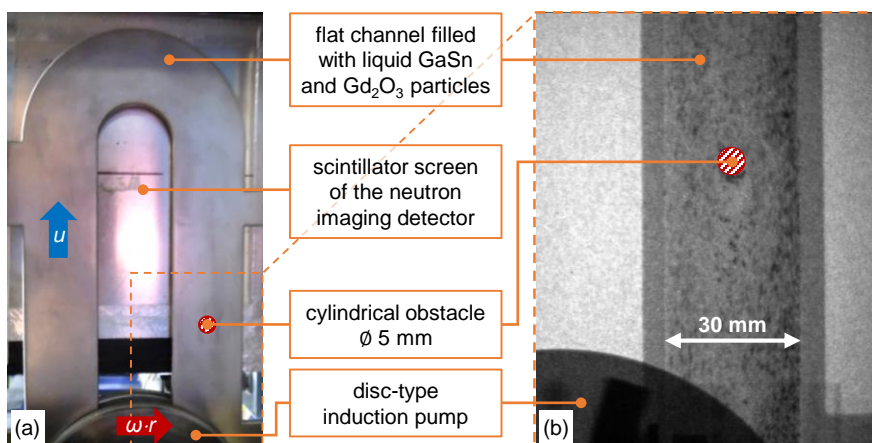 flat channel filled
with liquid GaSn
and Gd₂O₃ particles
scintillator screen
of the neutron
imaging detector
u
cylindrical obstacle
Ø 5 mm
30 mm
disc-type
induction pump
(a)
ω·r
(b)